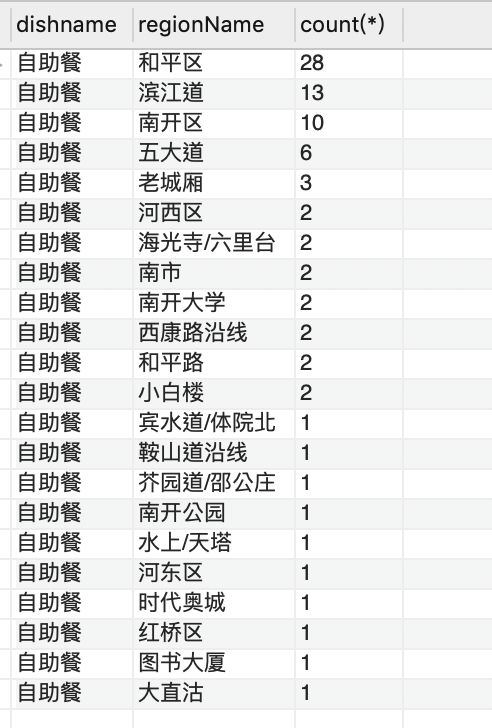 dishname regionName count(*)
自助餐 和平区 28
自助餐 滨江道 13
自助餐 南开区 10
自助餐 五大道 6
自助餐 老城厢 3
自助餐 河西区 2
自助餐 海光寺/六里台 2
自助餐 南市 2
自助餐 南开大学 2
自助餐 西康路沿线 2
自助餐 和平路 2
自助餐 小白楼 2
自助餐 宾水道/体院北 1
自助餐 鞍山道沿线 1
自助餐 芥园道/邵公庄 1
自助餐 南开公园 1
自助餐 水上/天塔 1
自助餐 河东区 1
自助餐 时代奥城 1
自助餐 红桥区 1
自助餐 图书大厦 1
自助餐 大直沽 1